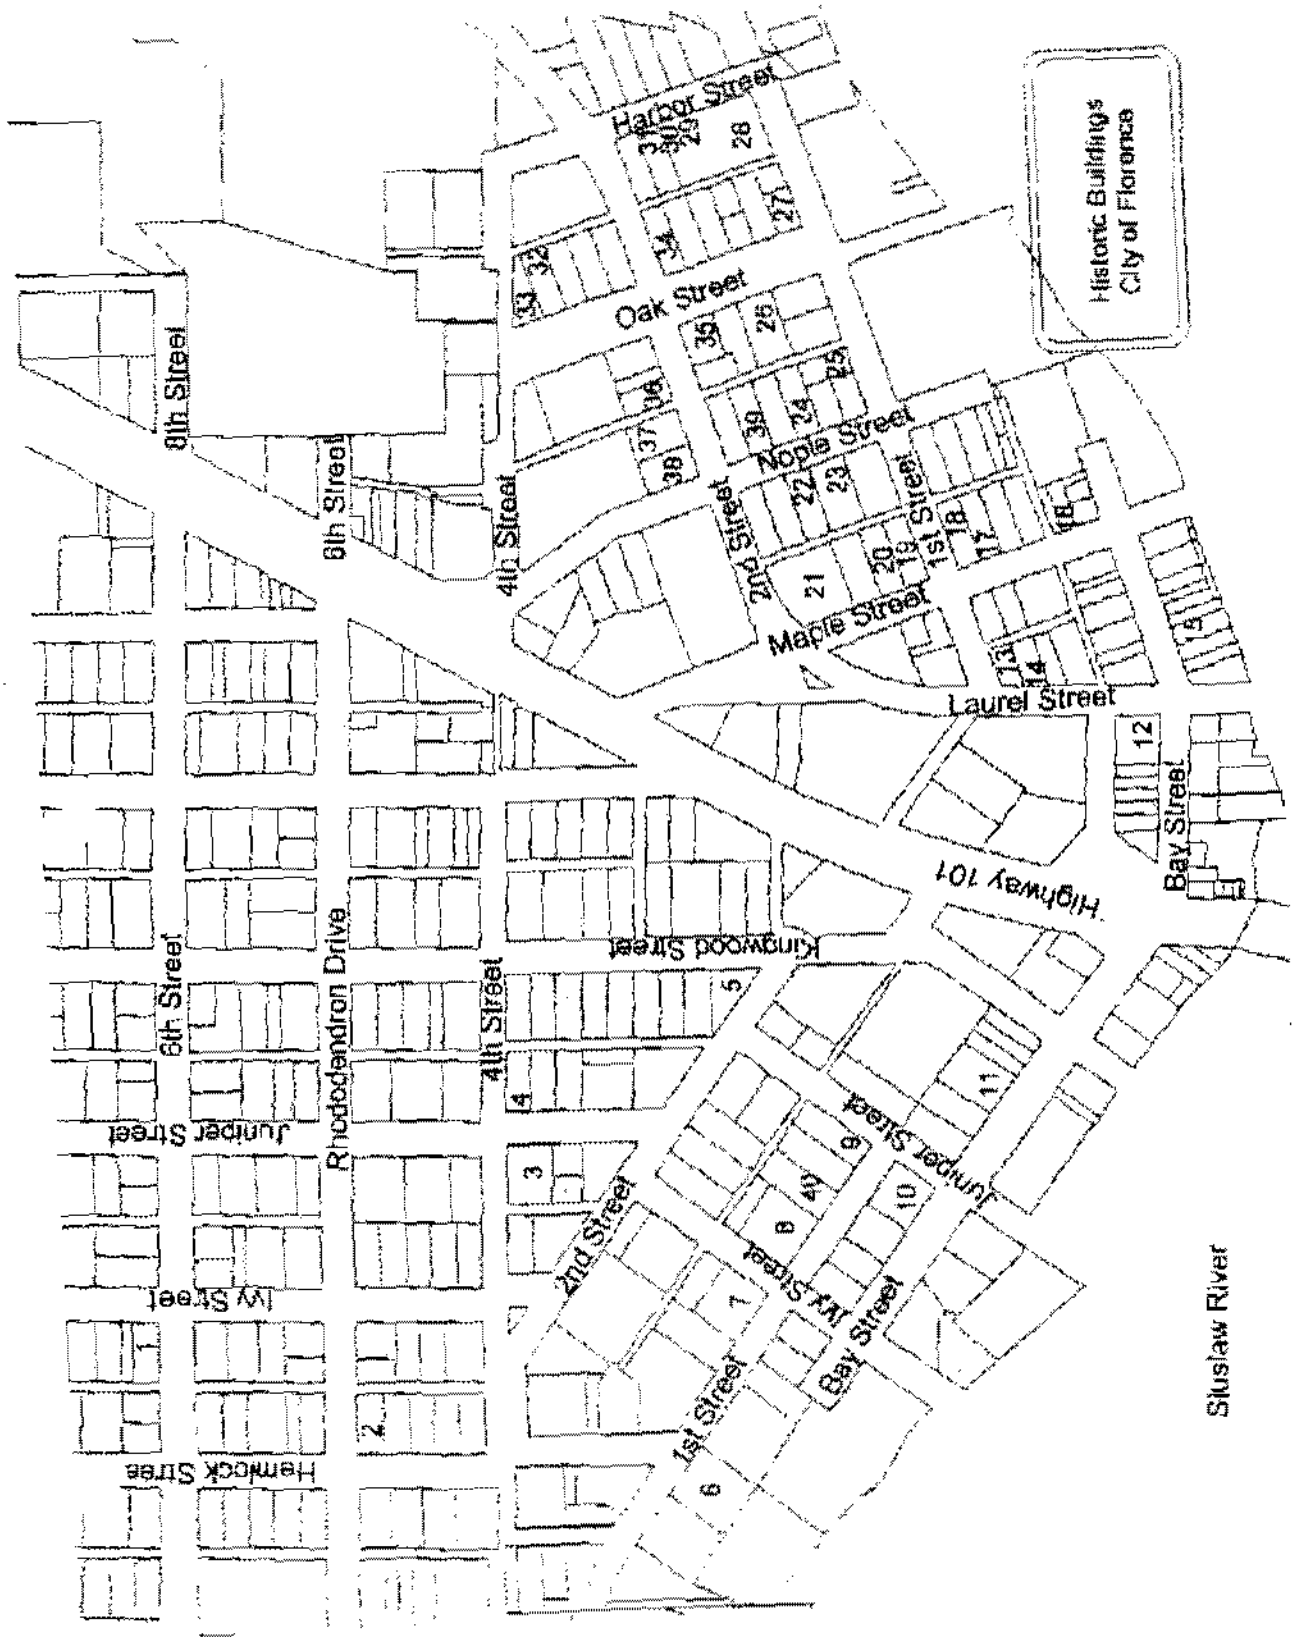 Historic Buildings
City of Florence
Harbor Street
Oak Street
Nople Street
Maple Street
Laurel Street
Highway 101
Kingwood Street
Juniper Street
Juniper Street
Ivy Street
Ivy Street
Hemlock Stree
8th Street
6th Street
6th Street
Rhododendron Drive
4th Street
4th Street
2nd Street
2nd Street
1st Street
1st Street
Bay Street
Bay Street
Siuslaw River
1
2
3
4
5
6
7
8
9
40
10
11
12
13
14
15
16
17
18
19
20
21
22
23
24
25
26
27
28
29
30
32
33
34
35
36
37
38
39